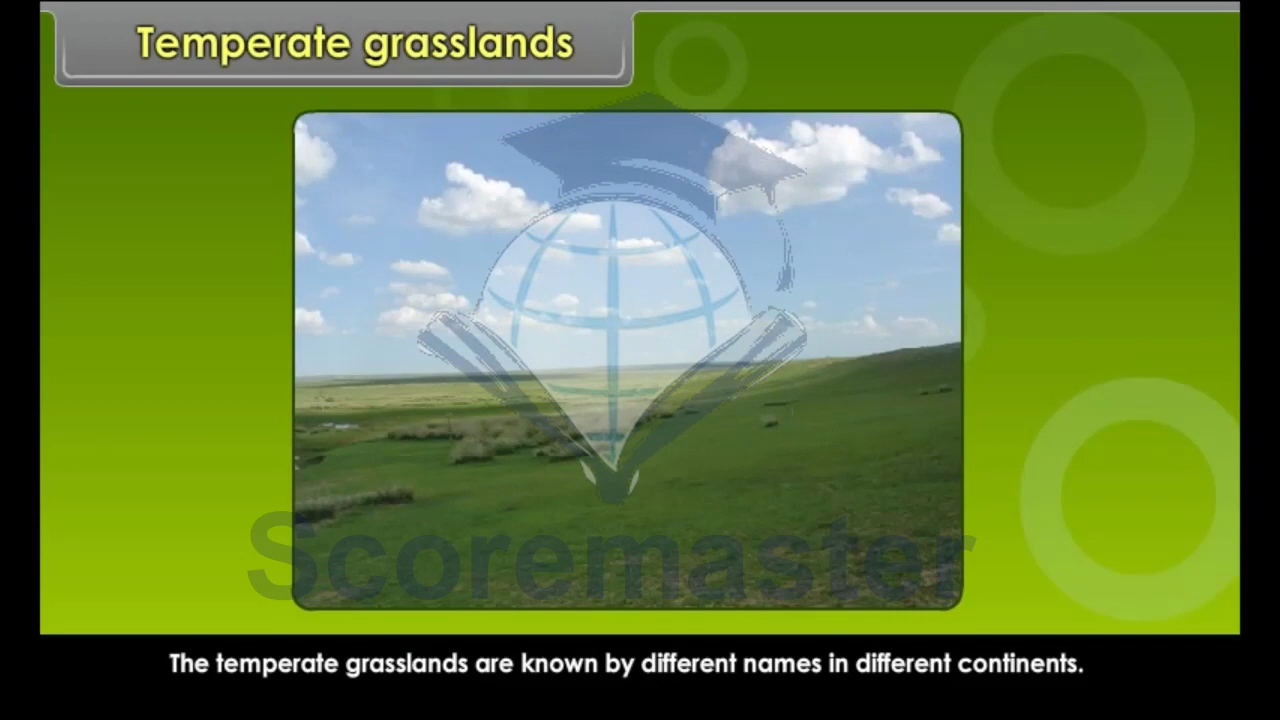 Temperate grasslands
Scoremaster
The temperate grasslands are known by different names in different continents.